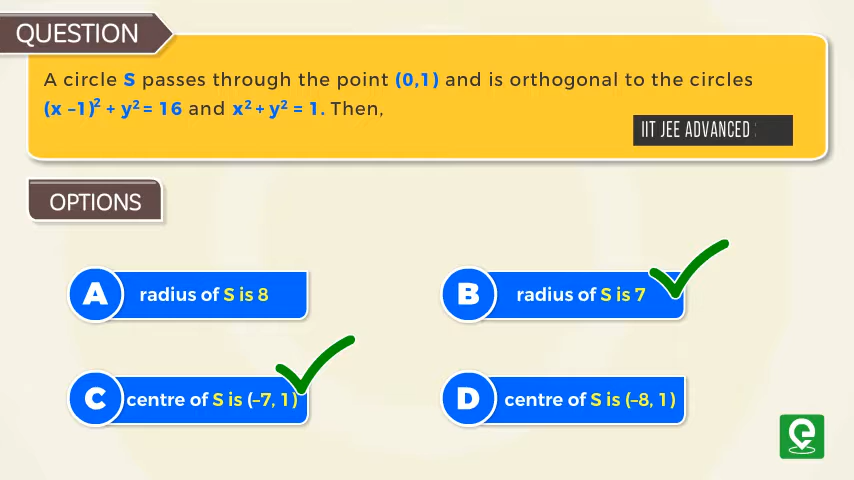 QUESTION
A circle S passes through the point (0,1) and is orthogonal to the circles
(x –1)² + y² = 16 and x² + y² = 1. Then,
IIT JEE ADVANCED
OPTIONS
A radius of S is 8
B radius of S is 7
C centre of S is (–7, 1)
D centre of S is (–8, 1)